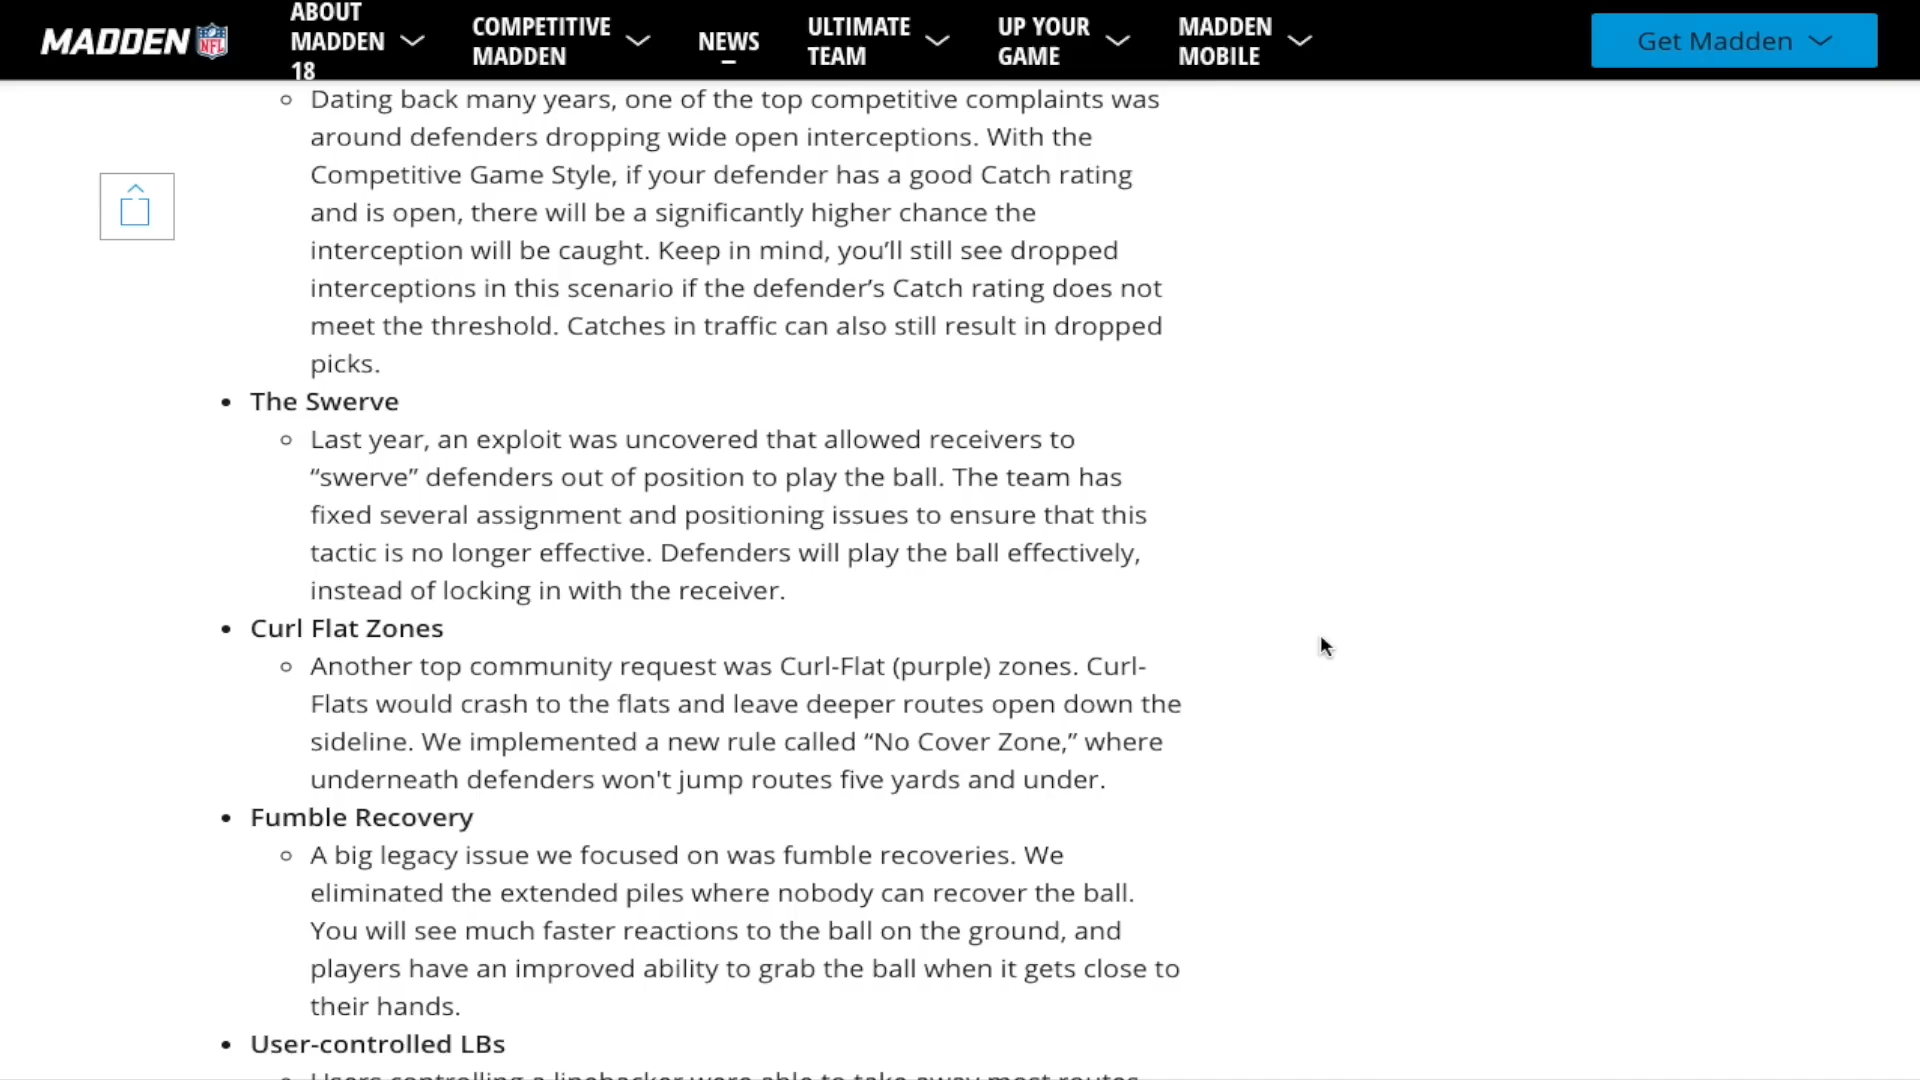 MADDEN NFL
ABOUT
MADDEN
18
COMPETITIVE
MADDEN
NEWS
ULTIMATE
TEAM
UP YOUR
GAME
MADDEN
MOBILE
Get Madden
Dating back many years, one of the top competitive complaints was
around defenders dropping wide open interceptions. With the
Competitive Game Style, if your defender has a good Catch rating
and is open, there will be a significantly higher chance the
interception will be caught. Keep in mind, you’ll still see dropped
interceptions in this scenario if the defender’s Catch rating does not
meet the threshold. Catches in traffic can also still result in dropped
picks.
The Swerve
Last year, an exploit was uncovered that allowed receivers to
“swerve” defenders out of position to play the ball. The team has
fixed several assignment and positioning issues to ensure that this
tactic is no longer effective. Defenders will play the ball effectively,
instead of locking in with the receiver.
Curl Flat Zones
Another top community request was Curl-Flat (purple) zones. Curl-
Flats would crash to the flats and leave deeper routes open down the
sideline. We implemented a new rule called “No Cover Zone,” where
underneath defenders won't jump routes five yards and under.
Fumble Recovery
A big legacy issue we focused on was fumble recoveries. We
eliminated the extended piles where nobody can recover the ball.
You will see much faster reactions to the ball on the ground, and
players have an improved ability to grab the ball when it gets close to
their hands.
User-controlled LBs
Users controlling a linebacker were able to take away most routes